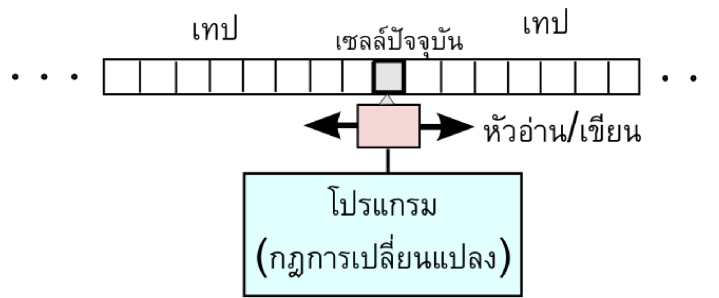 เทป
เทป
เซลล์ปัจจุบัน
หัวอ่าน/เขียน
โปรแกรม
(กฎการเปลี่ยนแปลง)